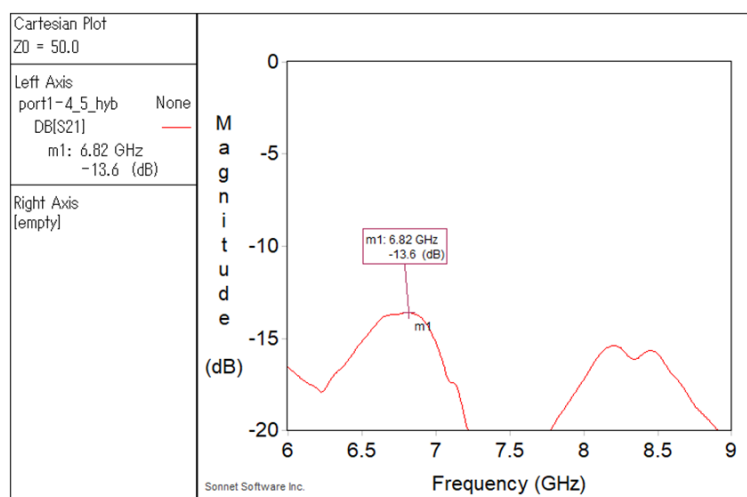 Cartesian Plot
Z0 = 50.0
Left Axis
port1-4_5_hyb None
DB[S21]
m1: 6.82 GHz
-13.6 (dB)
Right Axis
[empty]
Magnitude
(dB)
0
-5
-10
-15
-20
m1: 6.82 GHz
-13.6 (dB)
m1
6 6.5 7 7.5 8 8.5 9
Sonnet Software Inc.
Frequency (GHz)